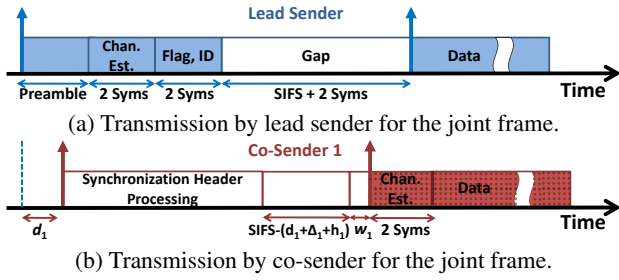 Lead Sender
Chan. Est.
Flag, ID
Gap
Data
Time
Preamble
2 Syms
2 Syms
SIFS + 2 Syms
(a) Transmission by lead sender for the joint frame.
Co-Sender 1
Synchronization Header Processing
Chan. Est.
Data
Time
d₁
SIFS-(d₁+Δ₁+h₁)
w₁
2 Syms
(b) Transmission by co-sender for the joint frame.